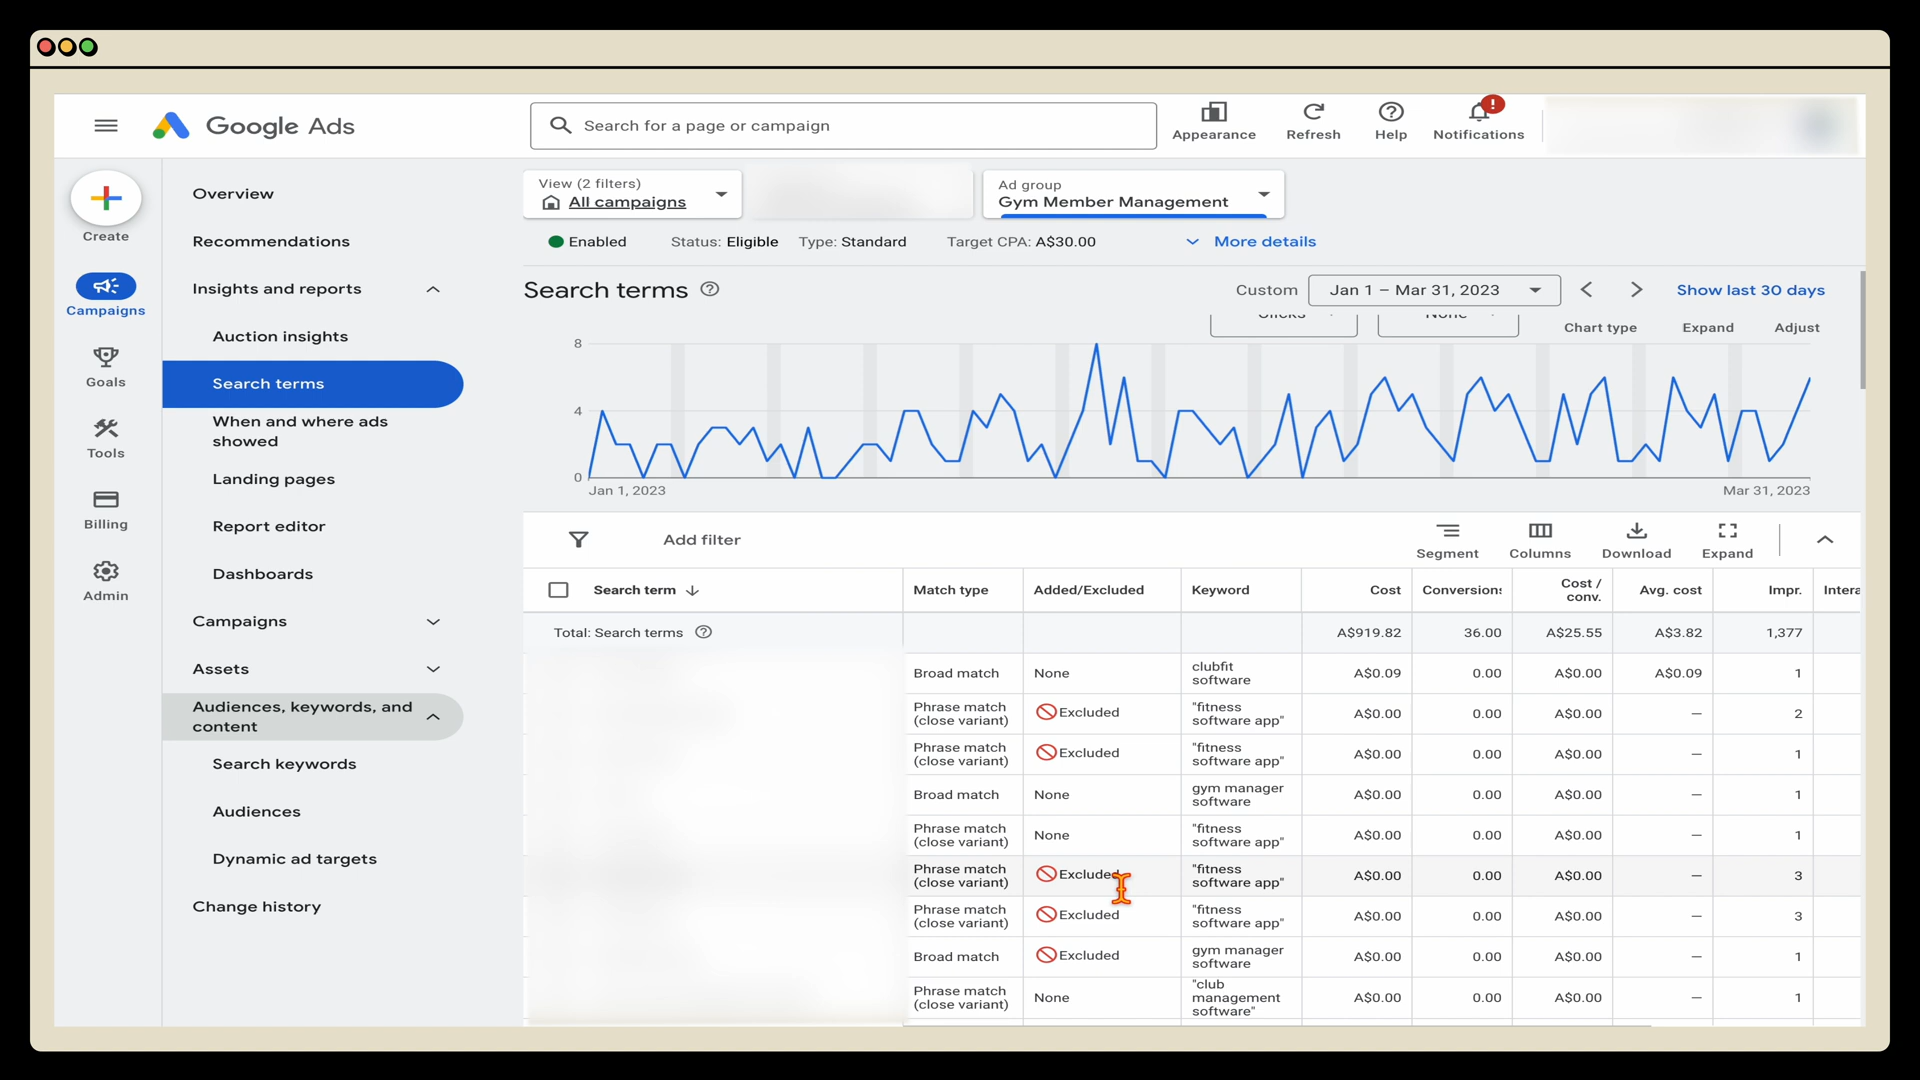 Google Ads
Search for a page or campaign
Appearance
Refresh
Help
!
Notifications
Create
Campaigns
Goals
Tools
Billing
Admin
Overview
Recommendations
Insights and reports
Auction insights
Search terms
When and where ads
showed
Landing pages
Report editor
Dashboards
Campaigns
Assets
Audiences, keywords, and
content
Search keywords
Audiences
Dynamic ad targets
Change history
View (2 filters)
All campaigns
Ad group
Gym Member Management
Enabled
Status: Eligible
Type: Standard
Target CPA: A$30.00
More details
Search terms
Custom
Jan 1 – Mar 31, 2023
Show last 30 days
Clicks
None
Chart type
Expand
Adjust
8
4
0
Jan 1, 2023
Mar 31, 2023
Add filter
Segment
Columns
Download
Expand
Search term Match type Added/Excluded Keyword Cost Conversions Cost / conv. Avg. cost Impr. Intera
Total: Search terms A$919.82 36.00 A$25.55 A$3.82 1,377
Broad match None clubfit software A$0.09 0.00 A$0.00 A$0.09 1
Phrase match (close variant) Excluded "fitness software app" A$0.00 0.00 A$0.00 — 2
Phrase match (close variant) Excluded "fitness software app" A$0.00 0.00 A$0.00 — 1
Broad match None gym manager software A$0.00 0.00 A$0.00 — 1
Phrase match (close variant) None "fitness software app" A$0.00 0.00 A$0.00 — 1
Phrase match (close variant) Excluded "fitness software app" A$0.00 0.00 A$0.00 — 3
Phrase match (close variant) Excluded "fitness software app" A$0.00 0.00 A$0.00 — 3
Broad match Excluded gym manager software A$0.00 0.00 A$0.00 — 1
Phrase match (close variant) None "club management software" A$0.00 0.00 A$0.00 — 1